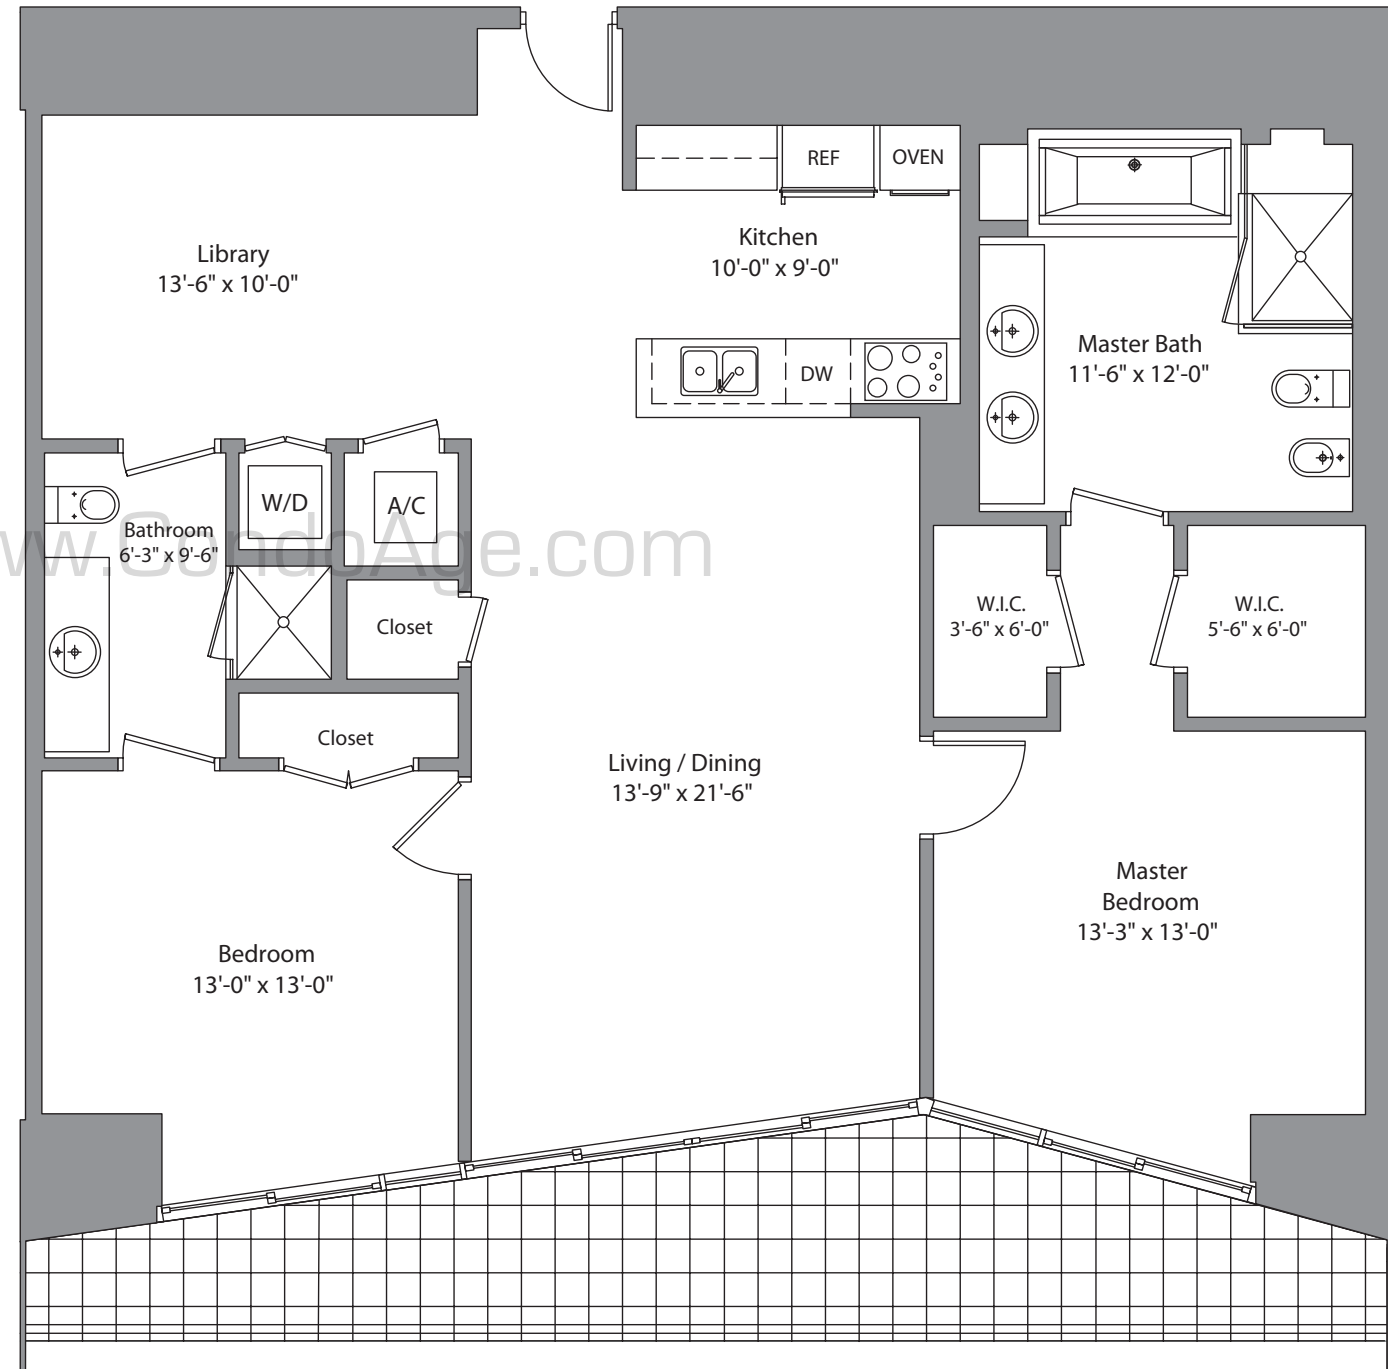 REF
OVEN
Library
13'-6" x 10'-0"
Kitchen
10'-0" x 9'-0"
Master Bath
11'-6" x 12'-0"
DW
W/D
A/C
Bathroom
6'-3" x 9'-6"
w.CondoAge.com
Closet
W.I.C.
3'-6" x 6'-0"
W.I.C.
5'-6" x 6'-0"
Closet
Living / Dining
13'-9" x 21'-6"
Master
Bedroom
13'-3" x 13'-0"
Bedroom
13'-0" x 13'-0"